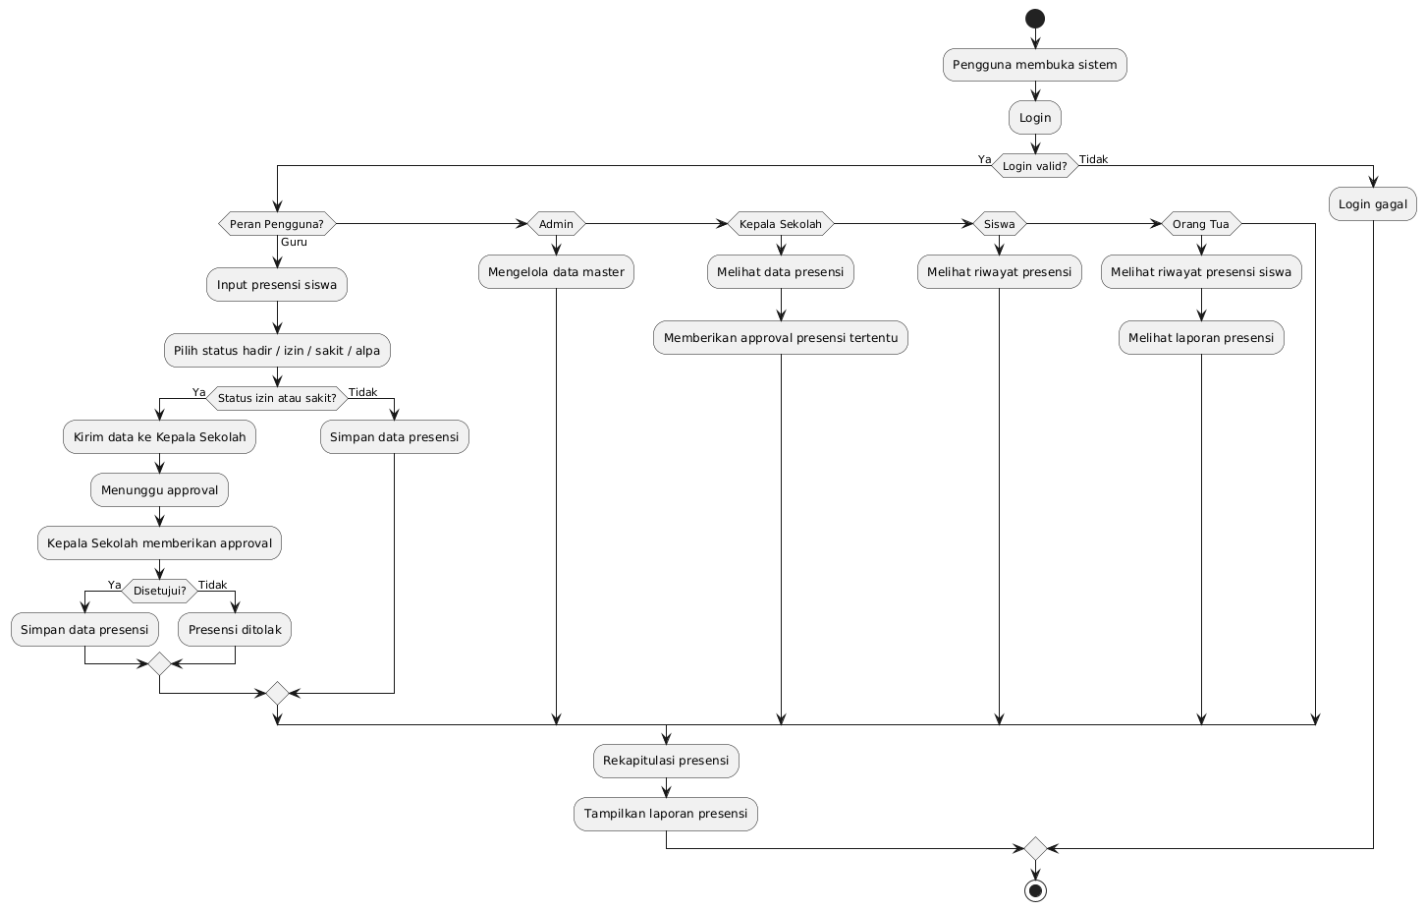 Pengguna membuka sistem
Login
Ya
Login valid?
Tidak
Login gagal
Peran Pengguna?
Guru
Admin
Kepala Sekolah
Siswa
Orang Tua
Input presensi siswa
Mengelola data master
Melihat data presensi
Melihat riwayat presensi
Melihat riwayat presensi siswa
Pilih status hadir / izin / sakit / alpa
Memberikan approval presensi tertentu
Melihat laporan presensi
Ya
Status izin atau sakit?
Tidak
Kirim data ke Kepala Sekolah
Simpan data presensi
Menunggu approval
Kepala Sekolah memberikan approval
Ya
Disetujui?
Tidak
Simpan data presensi
Presensi ditolak
Rekapitulasi presensi
Tampilkan laporan presensi